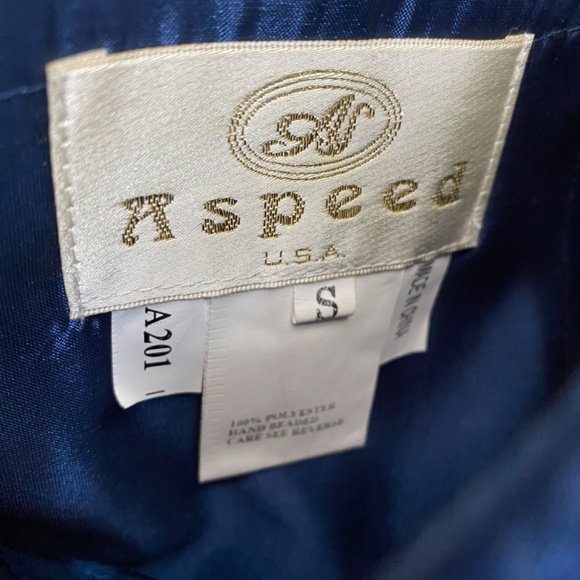 A
Aspeed
U.S.A.
S
MADE IN CHINA
A201
100% POLYESTER
HAND BEADED
CARE SEE REVERSE